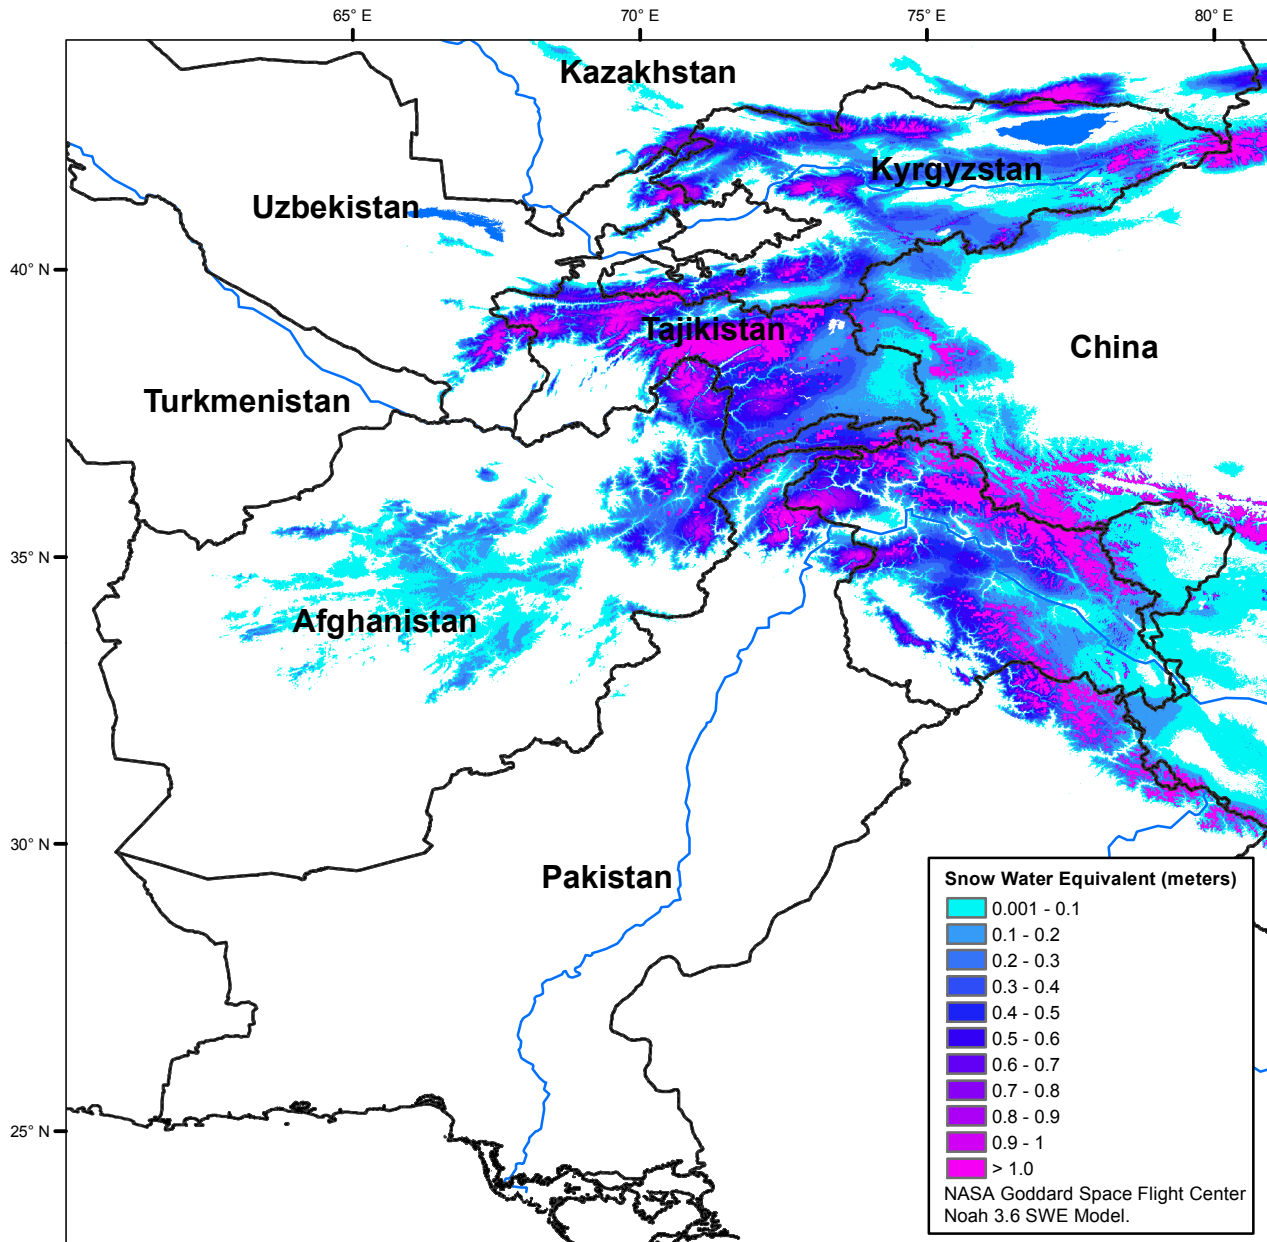 65° E
70° E
75° E
80° E
Kazakhstan
Kyrgyzstan
Uzbekistan
40° N
Tajikistan
China
Turkmenistan
35° N
Afghanistan
30° N
Pakistan
25° N
Snow Water Equivalent (meters)
0.001 - 0.1
0.1 - 0.2
0.2 - 0.3
0.3 - 0.4
0.4 - 0.5
0.5 - 0.6
0.6 - 0.7
0.7 - 0.8
0.8 - 0.9
0.9 - 1
> 1.0
NASA Goddard Space Flight Center
Noah 3.6 SWE Model.